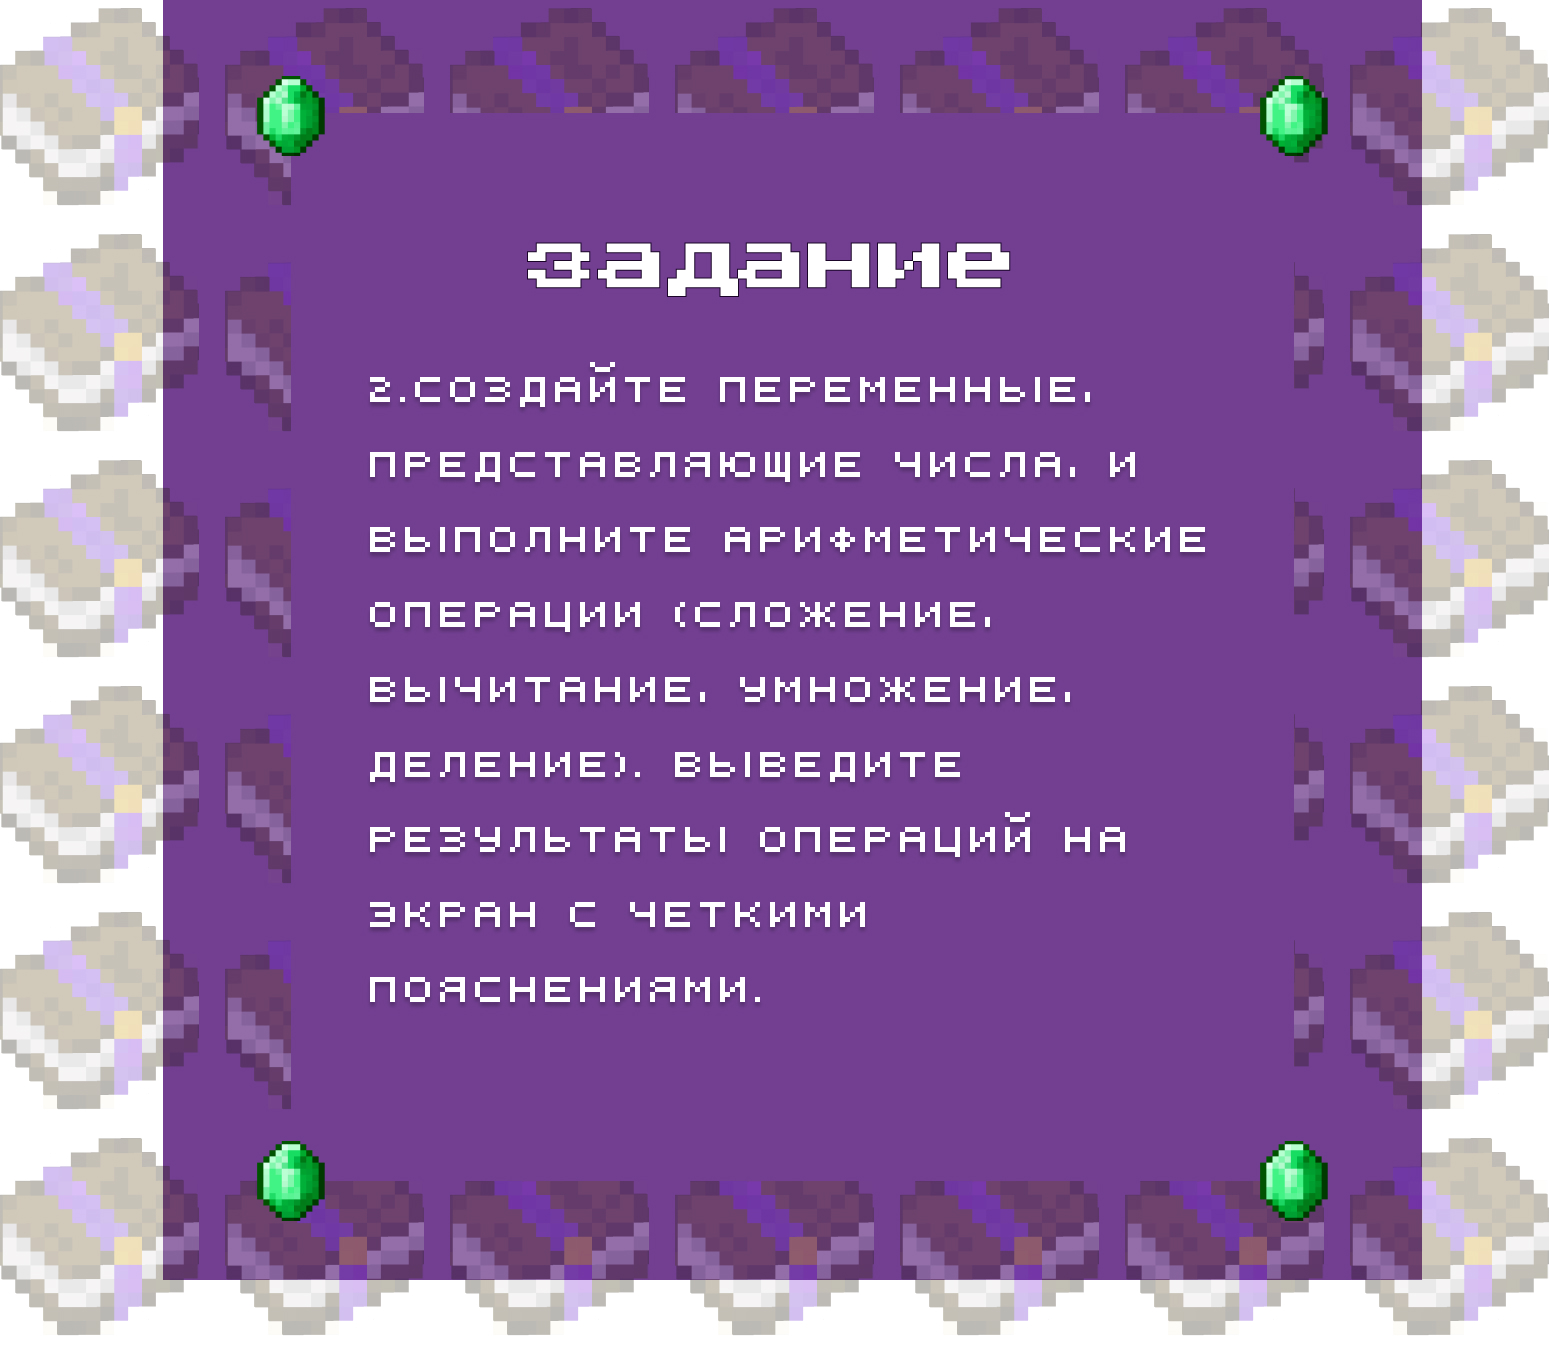 задание
2.СОЗДАЙТЕ ПЕРЕМЕННЫЕ,
ПРЕДСТАВЛЯЮЩИЕ ЧИСЛА, И
ВЫПОЛНИТЕ АРИФМЕТИЧЕСКИЕ
ОПЕРАЦИИ (СЛОЖЕНИЕ,
ВЫЧИТАНИЕ, УМНОЖЕНИЕ,
ДЕЛЕНИЕ). ВЫВЕДИТЕ
РЕЗУЛЬТАТЫ ОПЕРАЦИЙ НА
ЭКРАН С ЧЕТКИМИ
ПОЯСНЕНИЯМИ.